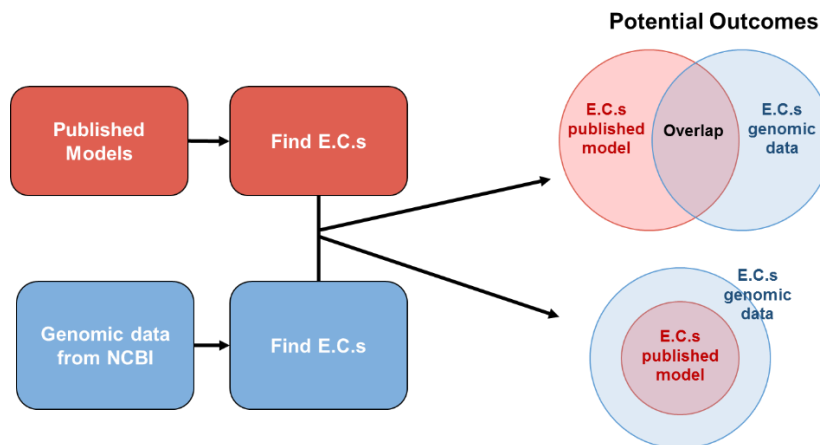 Potential Outcomes
Published
Models
Find E.C.s
E.C.s
published
model
Overlap
E.C.s
genomic
data
Genomic data
from NCBI
Find E.C.s
E.C.s
genomic
data
E.C.s
published
model